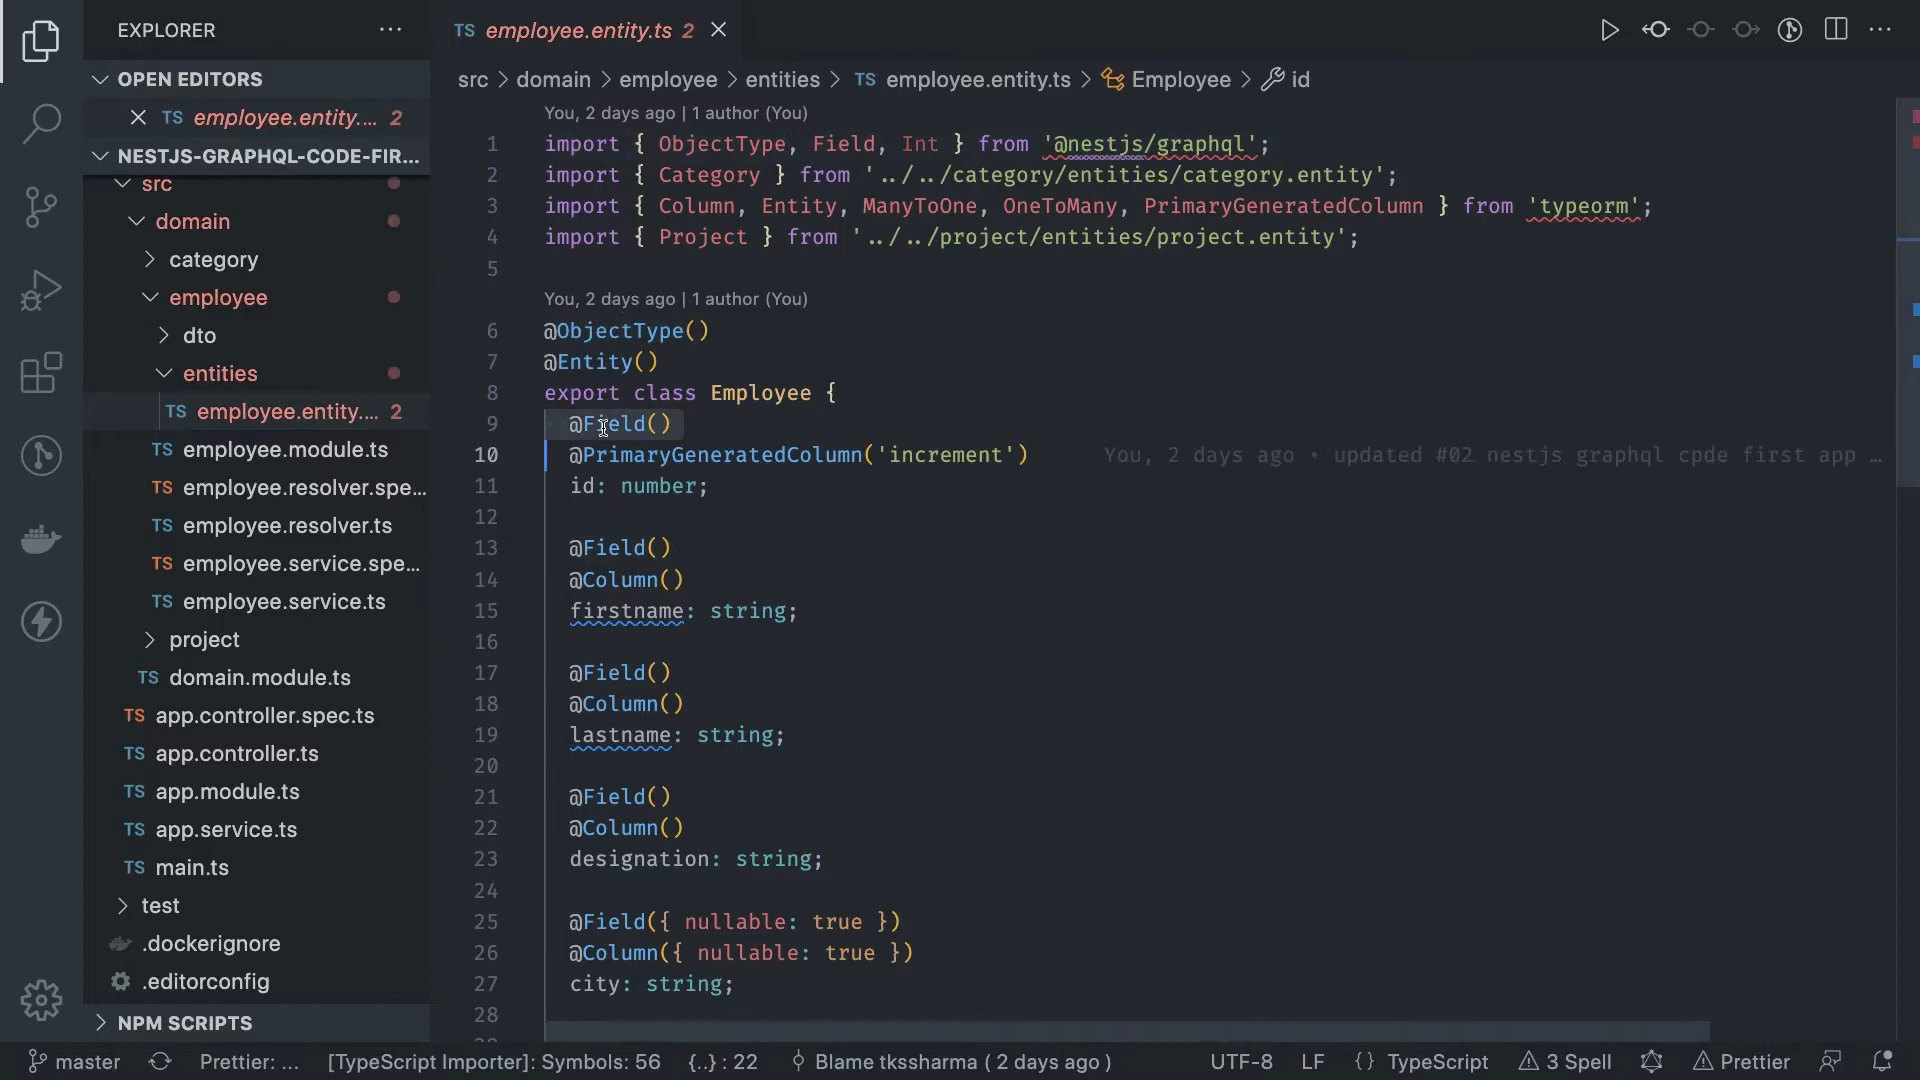 EXPLORER ...
TS employee.entity.ts 2
OPEN EDITORS
TS employee.entity.... 2
NESTJS-GRAPHQL-CODE-FIR...
src
domain
category
employee
dto
entities
TS employee.entity.... 2
TS employee.module.ts
TS employee.resolver.spe...
TS employee.resolver.ts
TS employee.service.spe...
TS employee.service.ts
project
TS domain.module.ts
TS app.controller.spec.ts
TS app.controller.ts
TS app.module.ts
TS app.service.ts
TS main.ts
test
.dockerignore
.editorconfig
NPM SCRIPTS
src > domain > employee > entities > TS employee.entity.ts > Employee > id
You, 2 days ago | 1 author (You)
1 import { ObjectType, Field, Int } from '@nestjs/graphql';
2 import { Category } from '../../category/entities/category.entity';
3 import { Column, Entity, ManyToOne, OneToMany, PrimaryGeneratedColumn } from 'typeorm';
4 import { Project } from '../../project/entities/project.entity';
5
You, 2 days ago | 1 author (You)
6 @ObjectType()
7 @Entity()
8 export class Employee {
9 @Field()
10 @PrimaryGeneratedColumn('increment') You, 2 days ago • updated #02 nestjs graphql cpde first app …
11 id: number;
12
13 @Field()
14 @Column()
15 firstname: string;
16
17 @Field()
18 @Column()
19 lastname: string;
20
21 @Field()
22 @Column()
23 designation: string;
24
25 @Field({ nullable: true })
26 @Column({ nullable: true })
27 city: string;
28
master Prettier: ... [TypeScript Importer]: Symbols: 56 {..} : 22 Blame tkssharma ( 2 days ago ) UTF-8 LF {} TypeScript 3 Spell Prettier